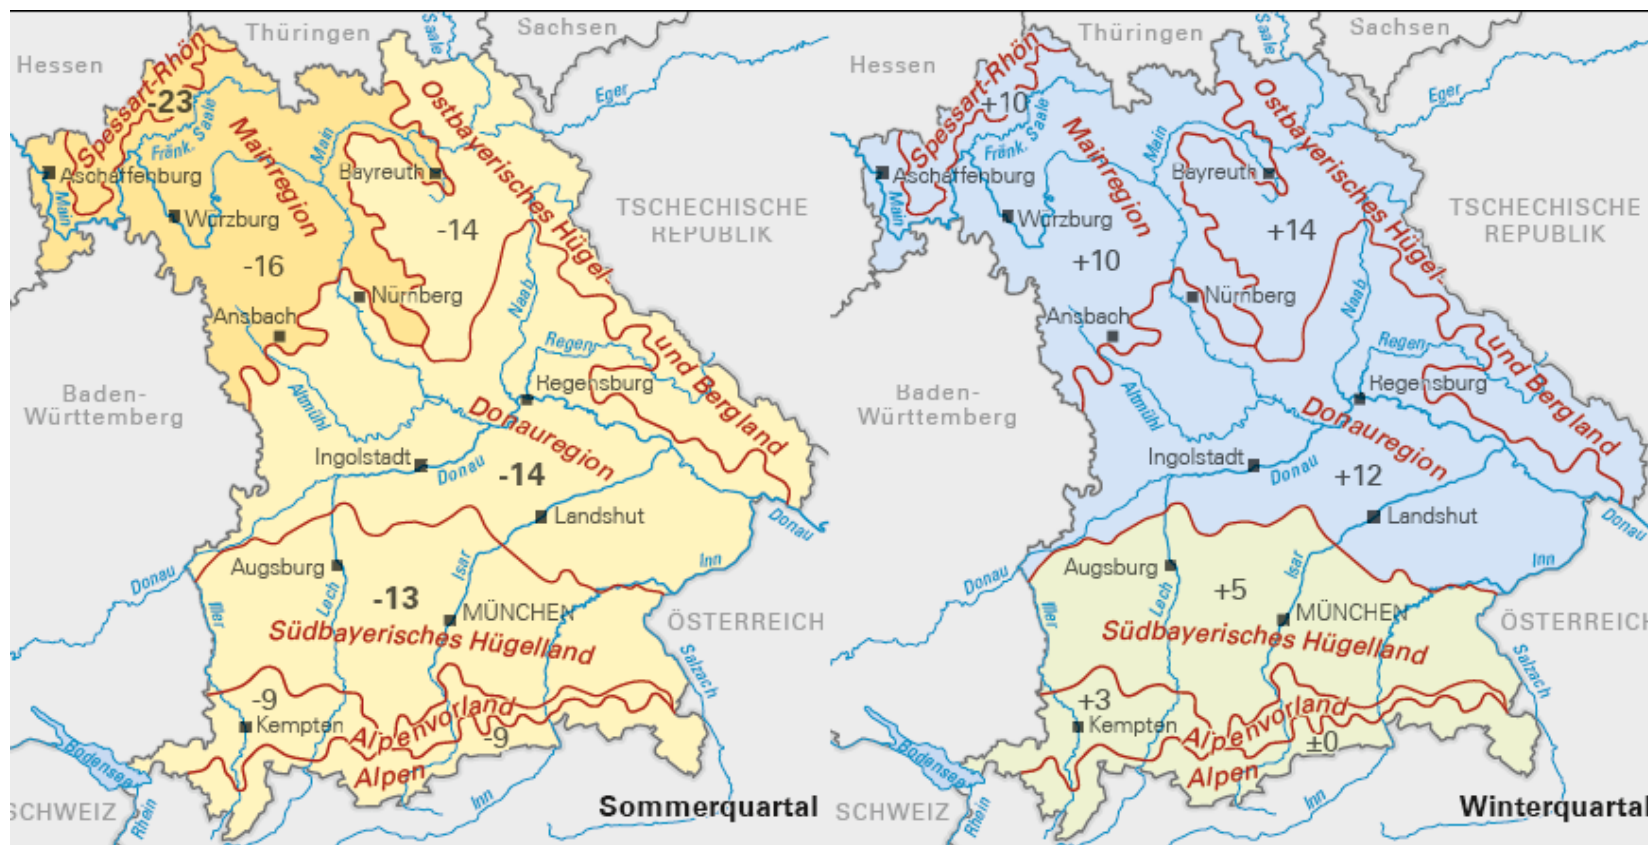 Thüringen
Sachsen
Hessen
Saale
Spessart-Rhön
-23
Fränk. Saale
Mainregion
Main
Ostbayerisches Hügel-
und Bergland
Eger
Aschaffenburg
Main
Würzburg
Bayreuth
TSCHECHISCHE
REPUBLIK
-14
-16
Nürnberg
Naab
Ansbach
Regen
Baden-
Württemberg
Altmühl
Regensburg
Donauregion
Ingolstadt
Donau
-14
Landshut
Donau
Augsburg
Donau
Isar
Inn
Iller
Lech
-13
MÜNCHEN
ÖSTERREICH
Südbayerisches Hügelland
Salzach
-9
Kempten
Alpenvorland
-9
Bodensee
Alpen
SCHWEIZ
Rhein
Inn
Sommerquartal
Thüringen
Sachsen
Hessen
Saale
Spessart-Rhön
+10
Fränk. Saale
Mainregion
Main
Ostbayerisches Hügel-
und Bergland
Eger
Aschaffenburg
Main
Würzburg
Bayreuth
TSCHECHISCHE
REPUBLIK
+14
+10
Nürnberg
Naab
Ansbach
Regen
Baden-
Württemberg
Altmühl
Regensburg
Donauregion
Ingolstadt
Donau
+12
Landshut
Donau
Augsburg
Donau
Isar
Inn
Iller
Lech
+5
MÜNCHEN
ÖSTERREICH
Südbayerisches Hügelland
Salzach
+3
Kempten
Alpenvorland
±0
Bodensee
Alpen
SCHWEIZ
Rhein
Inn
Winterquartal